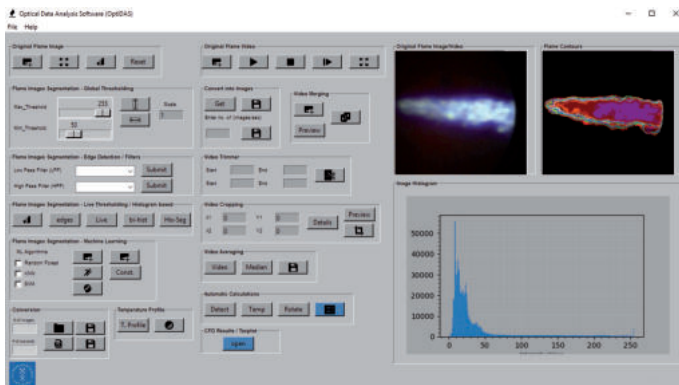 Optical Data Analysis Software (OptiDAS)
File Help
Original Flame Image
Reset
Flame Images Segmentation - Global Thresholding
Max_Threshold
255
Scale
Min_Threshold
Flame Images Segmentation - Edge Detection / Filters
Low Pass Filter (LPF)
Submit
High Pass Filter (HPF)
Submit
Flame Images Segmentation - Live Thresholding / Histogram based
edges
Live
bi-hist
His-Seg
Flame Images Segmentation - Machine Learning
ML Algorithms
Random Forest
Const.
Conversion
Temperature Profile
T. Profile
Original Flame Video
Convert into Images
Get
Enter no. of images
Video Merging
Preview
Video Trimmer
Start
End
Start
End
Video Cropping
Details
Preview
Video Averaging
Video
Median
Automatic Calculations
Detect
Temp
Rotate
CFD Results / Tecplot
Original Flame Image/Video
Flame Contours
Image Histogram
50000
40000
30000
20000
10000
0
0 50 100 150 200 250